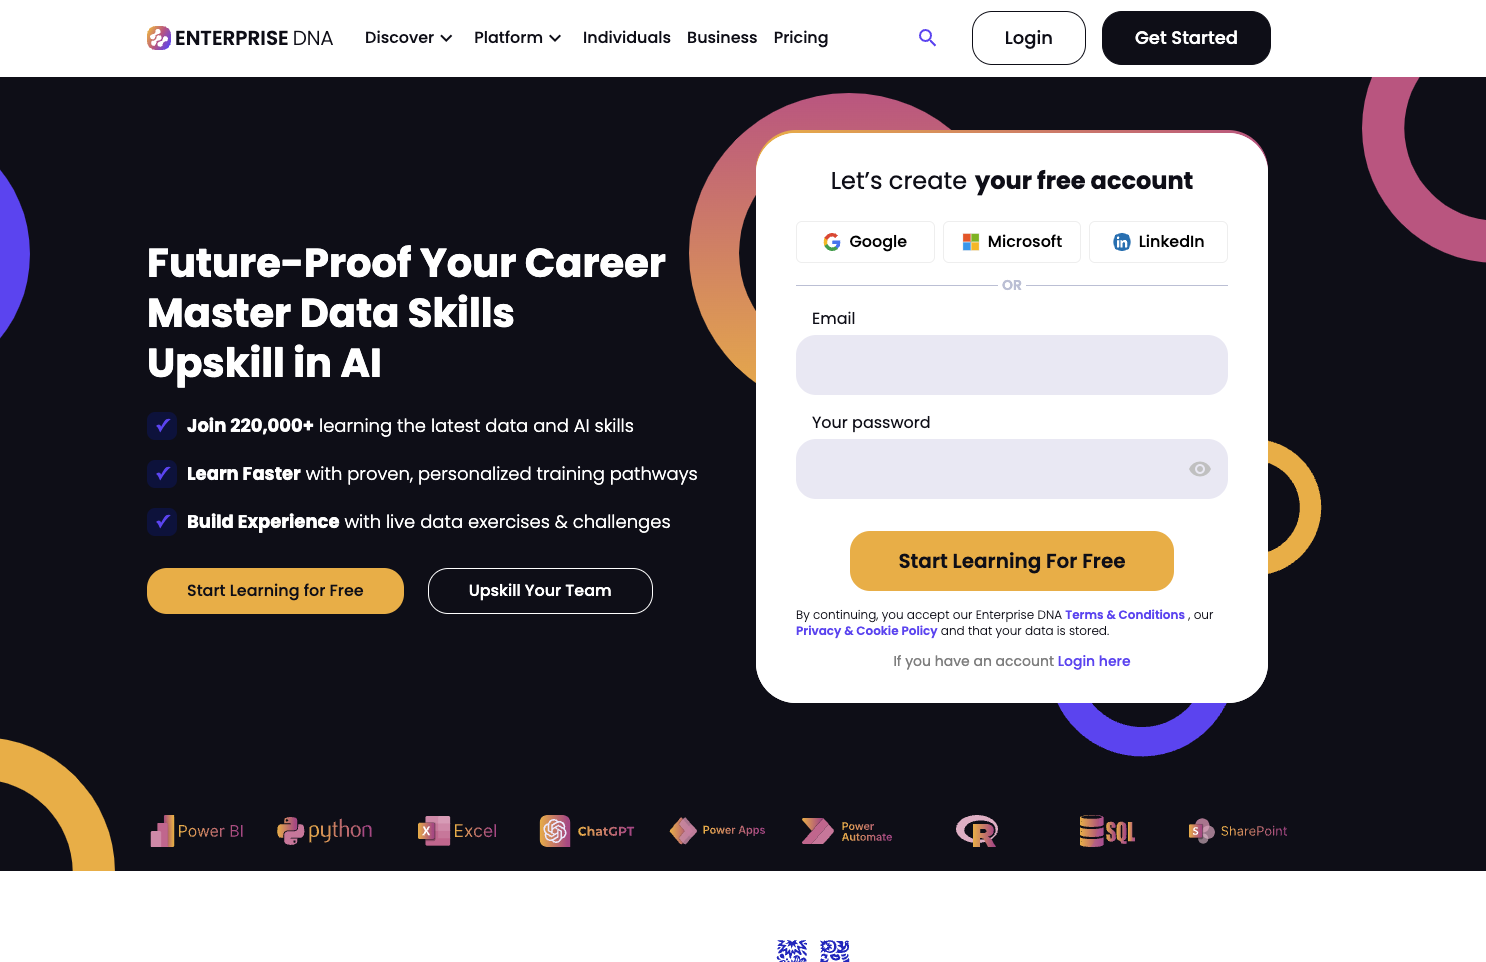 ENTERPRISE DNA
Discover
Platform
Individuals
Business
Pricing
Login
Get Started
Future-Proof Your Career
Master Data Skills
Upskill in AI
Join 220,000+ learning the latest data and AI skills
Learn Faster with proven, personalized training pathways
Build Experience with live data exercises & challenges
Start Learning for Free
Upskill Your Team
Let's create your free account
Google
Microsoft
LinkedIn
OR
Email
Your password
Start Learning For Free
By continuing, you accept our Enterprise DNA Terms & Conditions , our
Privacy & Cookie Policy and that your data is stored.
If you have an account Login here
Power BI
python
X Excel
ChatGPT
Power Apps
Power
Automate
R
SQL
S SharePoint